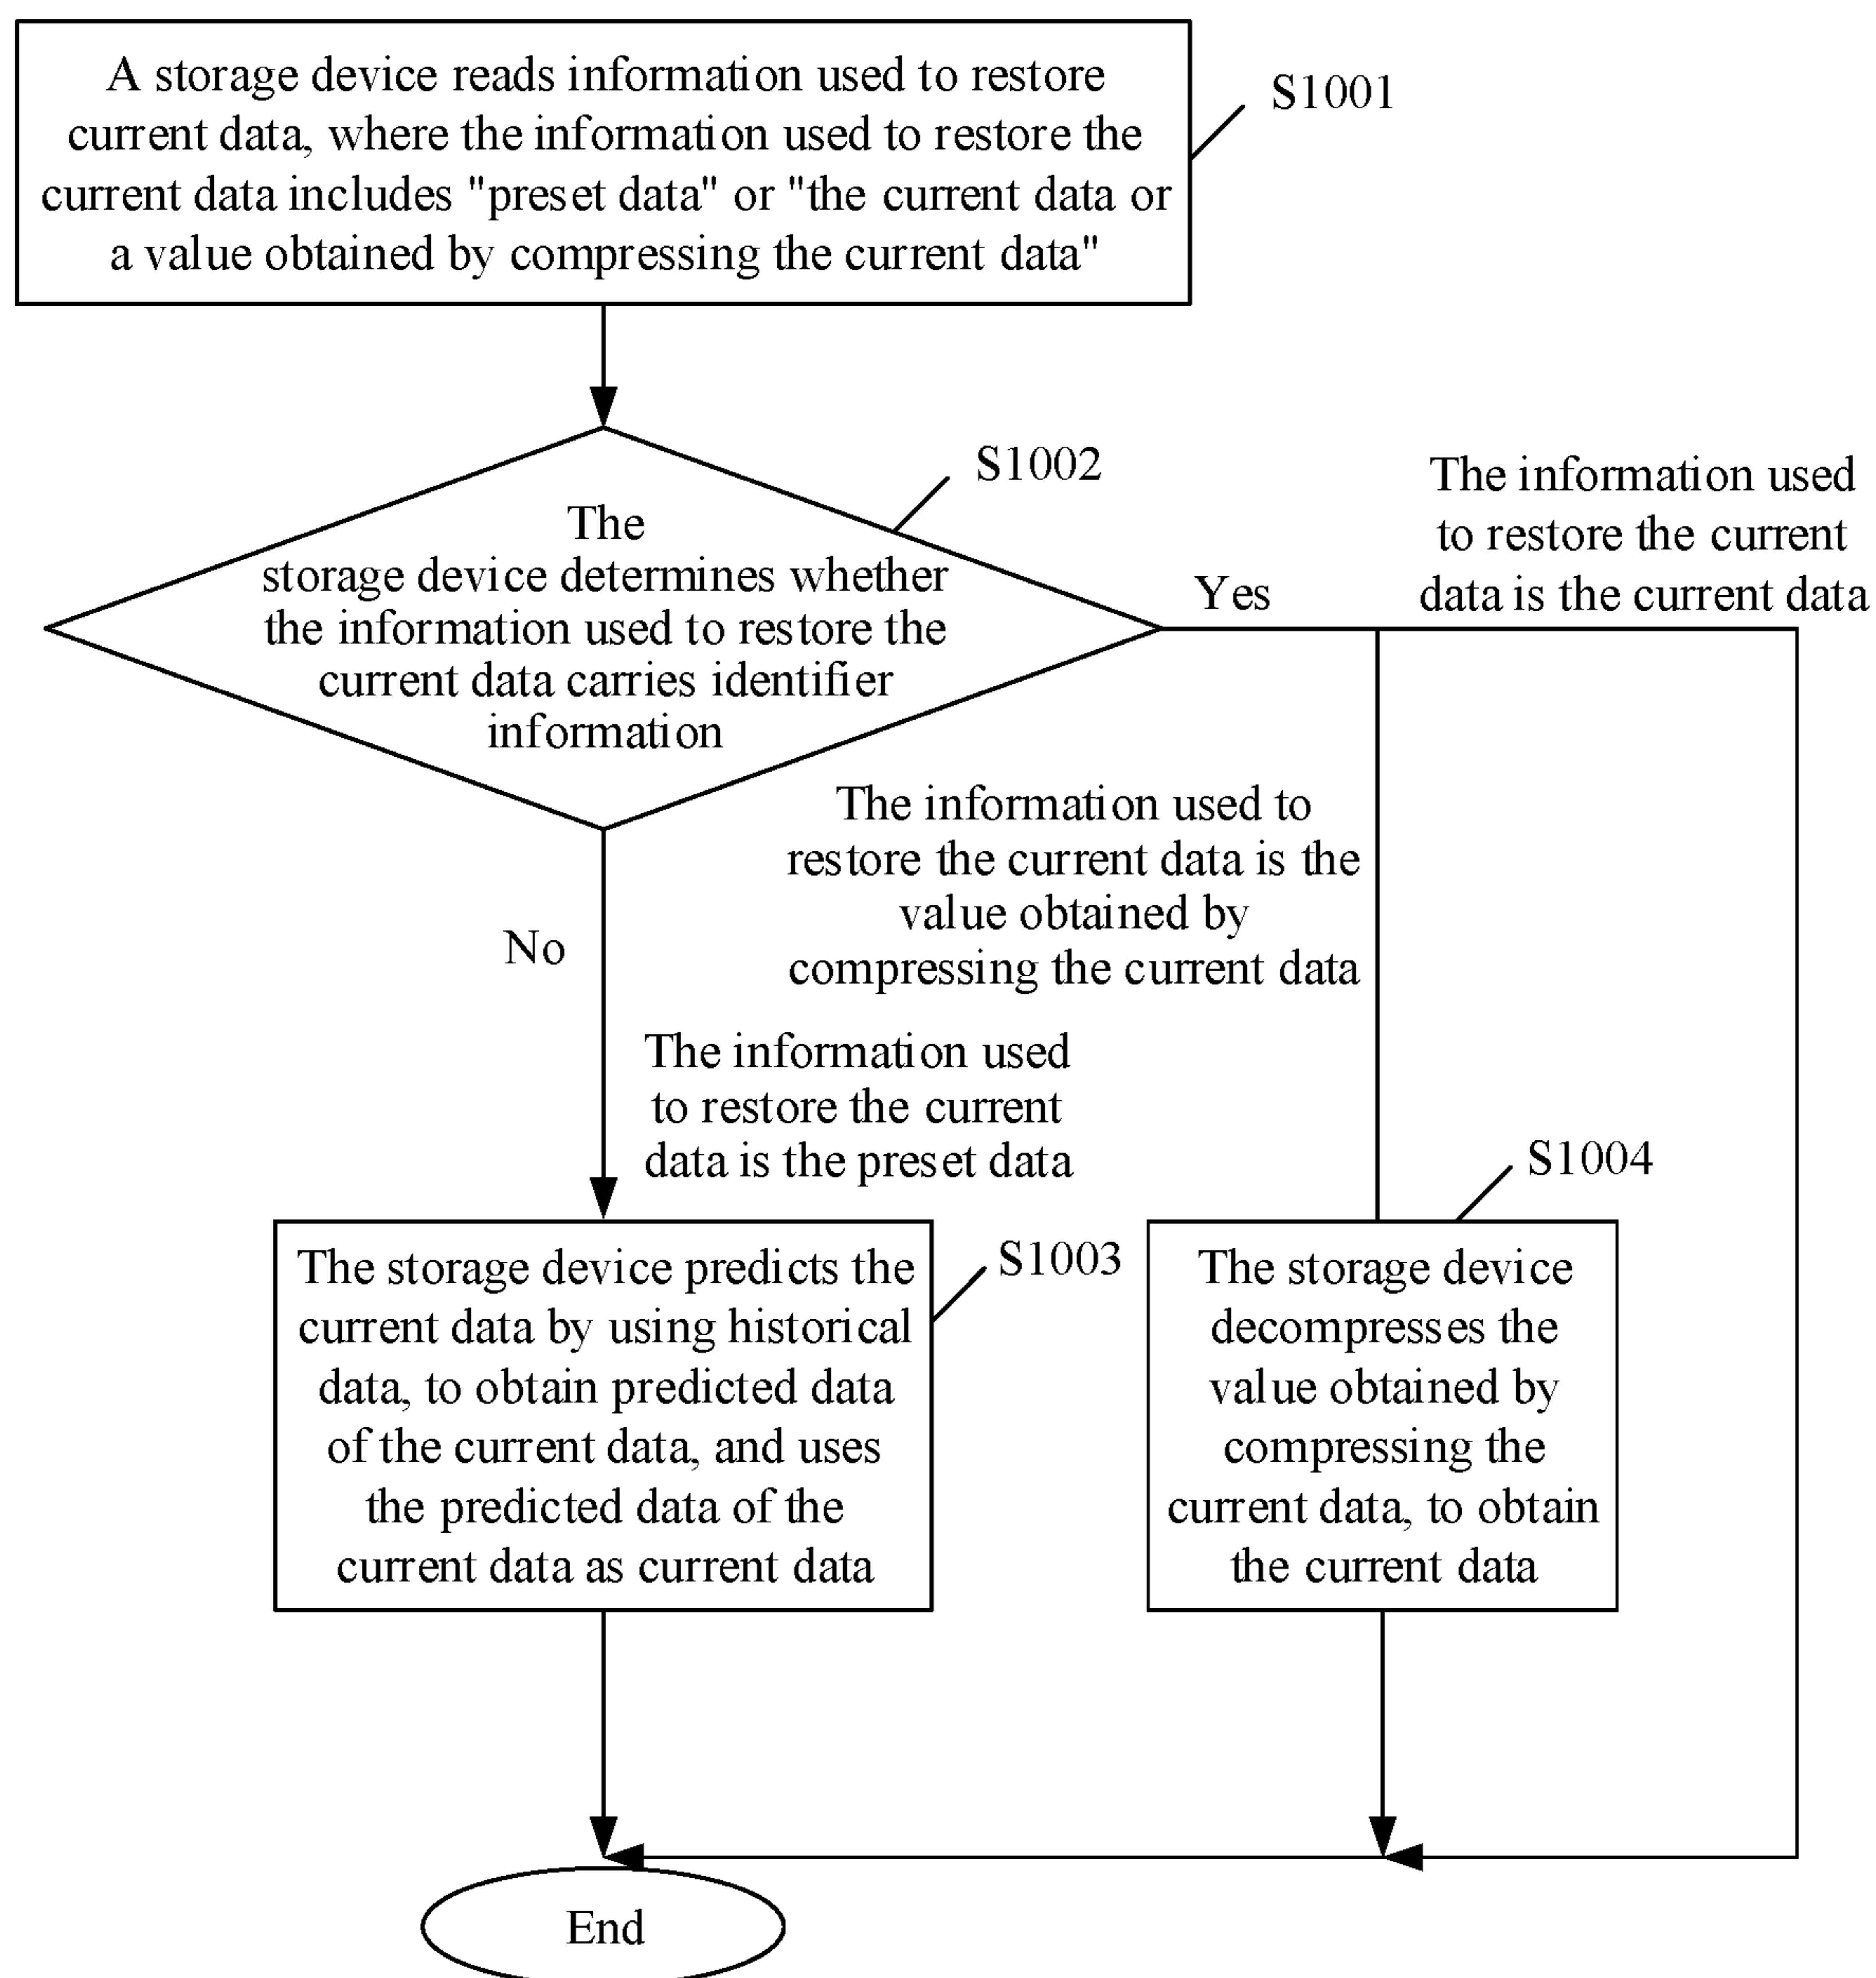 A storage device reads information used to restore
current data, where the information used to restore the
current data includes "preset data" or "the current data or
a value obtained by compressing the current data"
S1001
S1002
The
storage device determines whether
the information used to restore the
current data carries identifier
information
Yes
The information used
to restore the current
data is the current data
The information used to
restore the current data is the
value obtained by
compressing the current data
No
The information used
to restore the current
data is the preset data
S1003
The storage device predicts the
current data by using historical
data, to obtain predicted data
of the current data, and uses
the predicted data of the
current data as current data
S1004
The storage device
decompresses the
value obtained by
compressing the
current data, to obtain
the current data
End